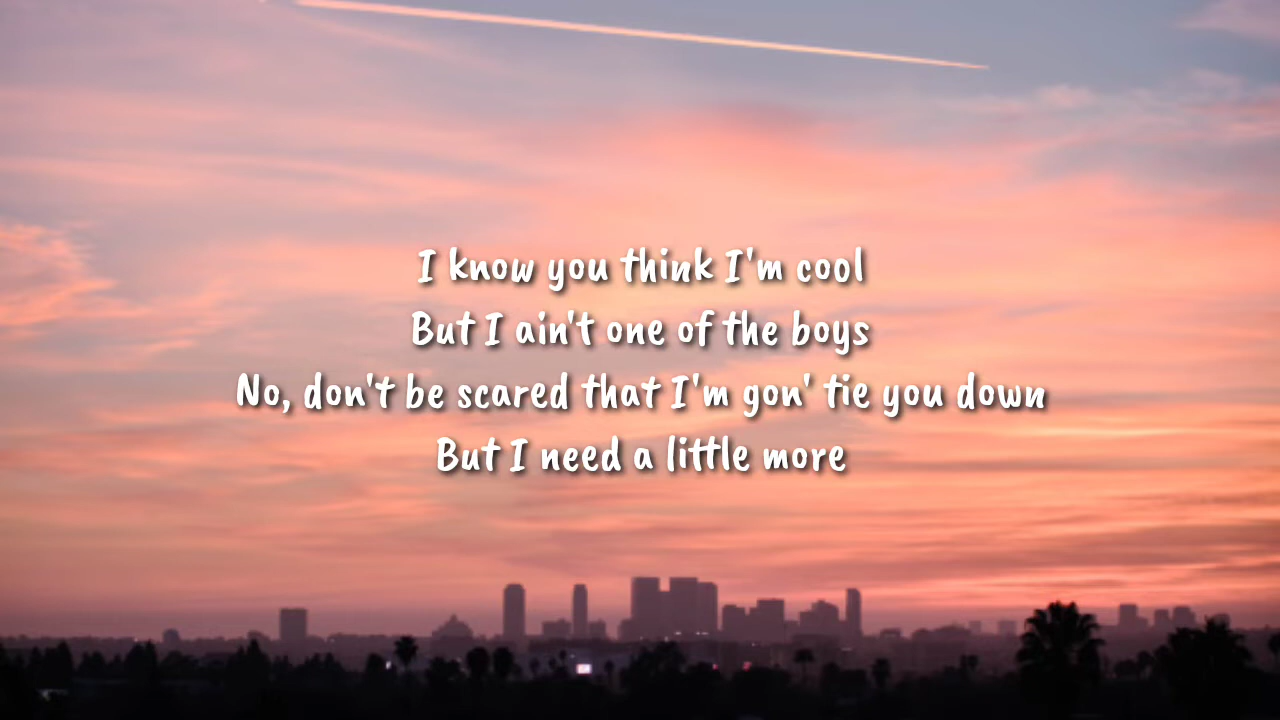 I know you think I'm cool
But I ain't one of the boys
No, don't be scared that I'm gon' tie you down
But I need a little more